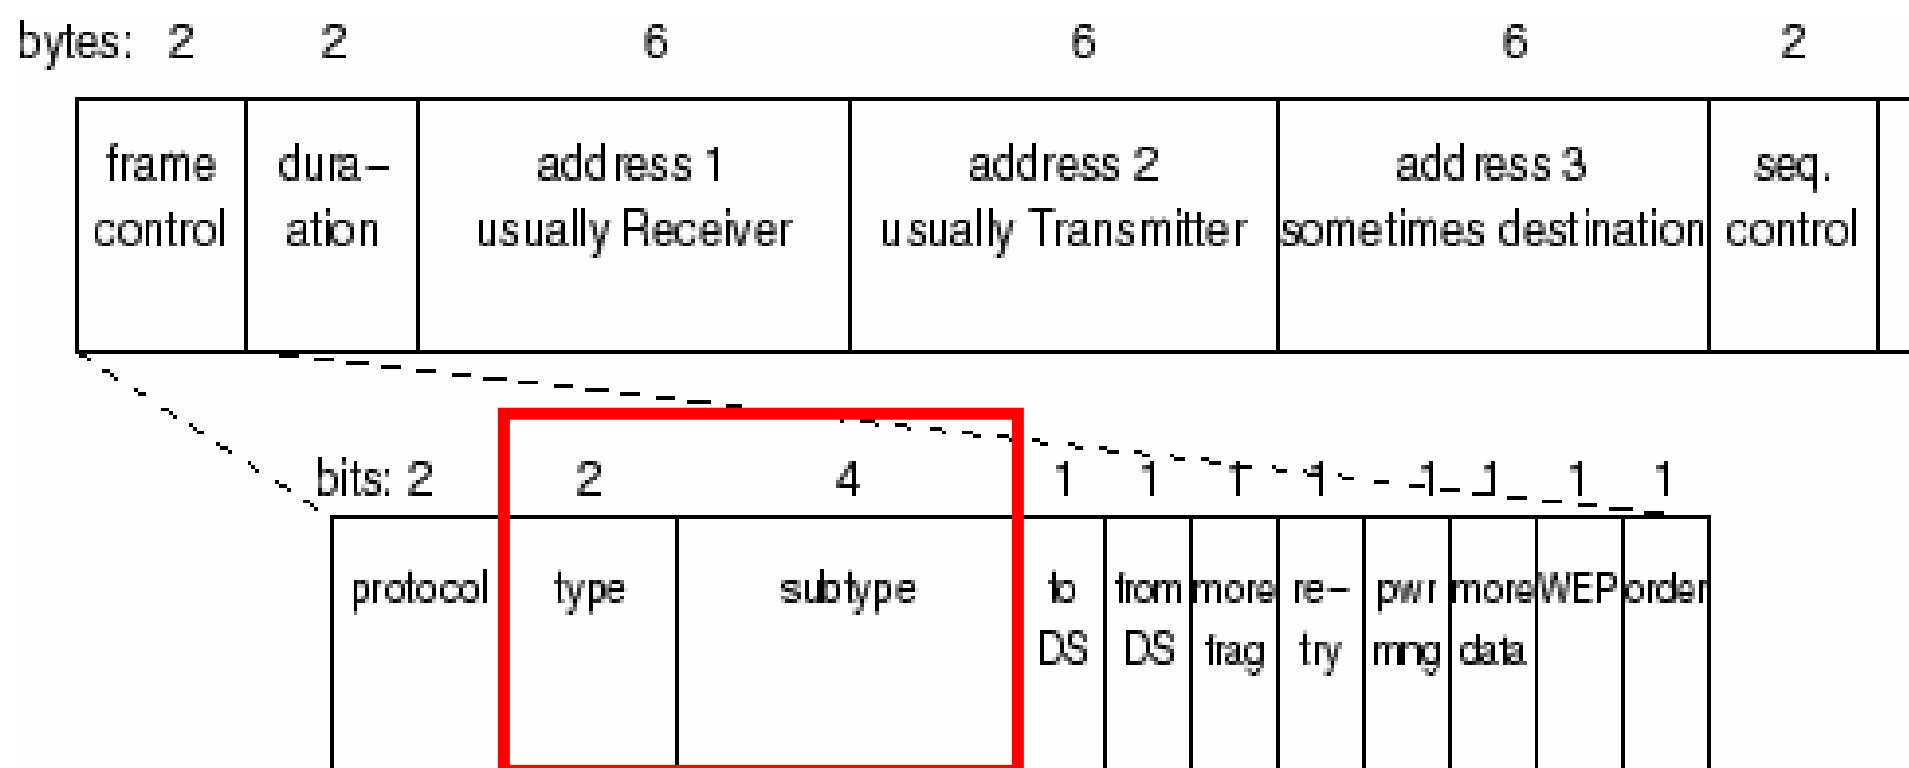 bytes: 2 2 6 6 6 2
frame dura– address 1 address 2 address 3 seq.
control ation usually Receiver usually Transmitter sometimes destination control
bits: 2 2 4 1 1 1 1 1 1 1 1
protocol type subtype to from more re– pwr more WEP order
DS DS frag try mng data